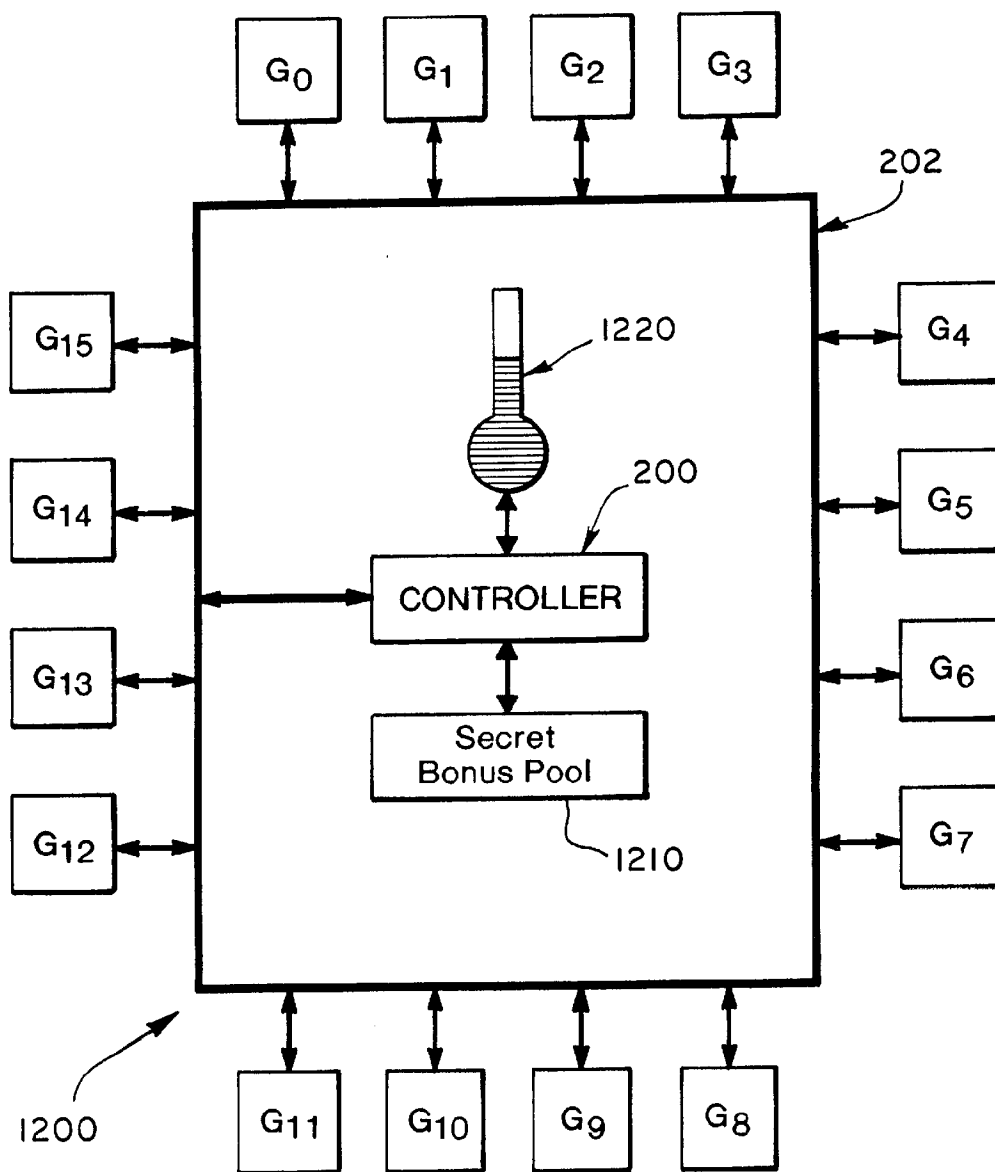 G0 G1 G2 G3
202
G15 1220 G4
200
G14 G5
CONTROLLER
G13 G6
Secret
Bonus Pool
G12 1210 G7
1200
G11 G10 G9 G8